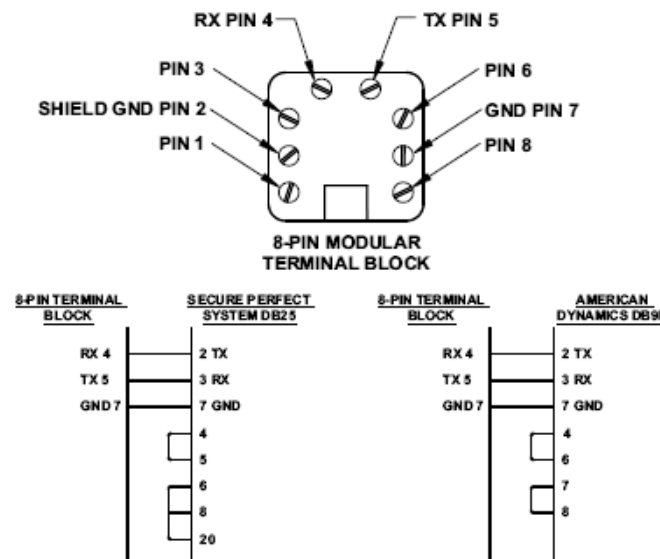 RX PIN 4
TX PIN 5
PIN 3
PIN 6
SHIELD GND PIN 2
GND PIN 7
PIN 1
PIN 8
8-PIN MODULAR
TERMINAL BLOCK
8-PIN TERMINAL
BLOCK
SECURE PERFECT
SYSTEM DB25
RX 4
2 TX
TX 5
3 RX
GND 7
7 GND
4
5
6
8
20
8-PIN TERMINAL
BLOCK
AMERICAN
DYNAMICS DB9
RX 4
2 TX
TX 5
3 RX
GND 7
7 GND
4
6
7
8